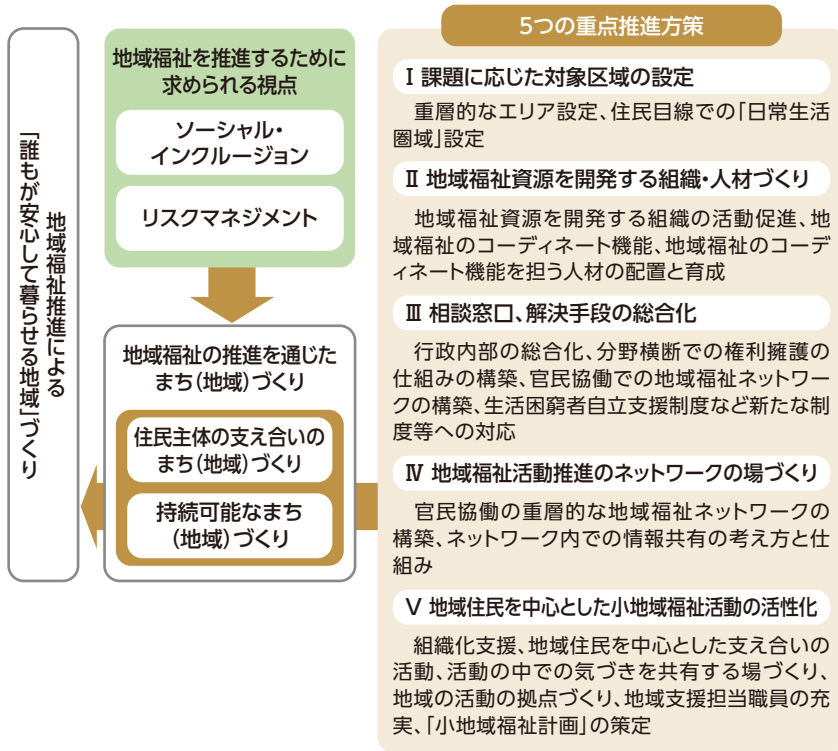 地域福祉推進による
「誰もが安心して暮らせる地域」づくり
地域福祉を推進するために
求められる視点
ソーシャル・
インクルージョン
リスクマネジメント
地域福祉の推進を通じた
まち（地域）づくり
住民主体の支え合いの
まち（地域）づくり
持続可能なまち
（地域）づくり
5つの重点推進方策
Ⅰ 課題に応じた対象区域の設定
重層的なエリア設定、住民目線での「日常生活
圏域」設定
Ⅱ 地域福祉資源を開発する組織・人材づくり
地域福祉資源を開発する組織の活動促進、地
域福祉のコーディネート機能、地域福祉のコーデ
ィネート機能を担う人材の配置と育成
Ⅲ 相談窓口、解決手段の総合化
行政内部の総合化、分野横断での権利擁護の
仕組みの構築、官民協働での地域福祉ネットワー
クの構築、生活困窮者自立支援制度など新たな制
度等への対応
Ⅳ 地域福祉活動推進のネットワークの場づくり
官民協働の重層的な地域福祉ネットワークの
構築、ネットワーク内での情報共有の考え方と仕
組み
Ⅴ 地域住民を中心とした小地域福祉活動の活性化
組織化支援、地域住民を中心とした支え合いの
活動、活動の中での気づきを共有する場づくり、
地域の活動の拠点づくり、地域支援担当職員の充
実、「小地域福祉計画」の策定